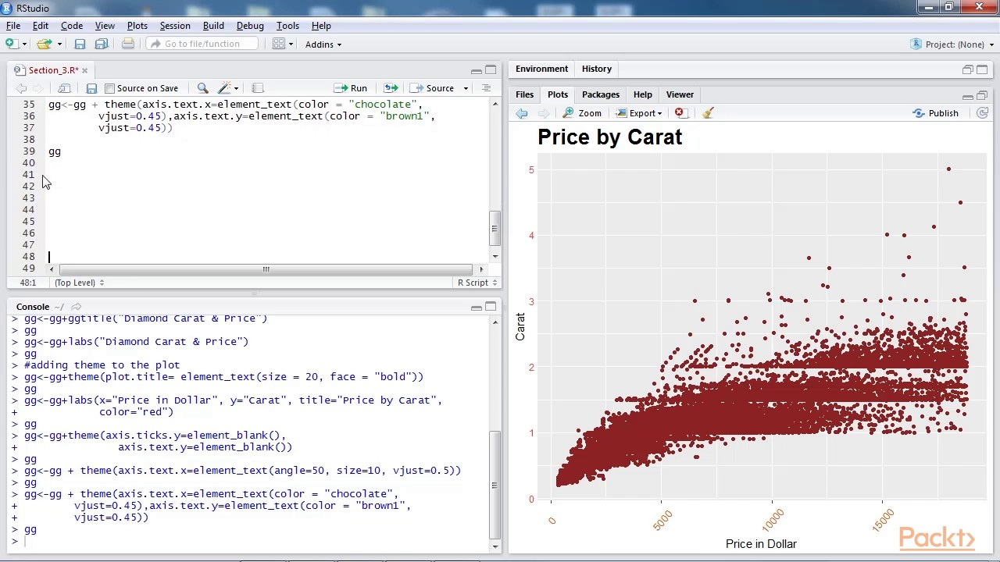 RStudio
File Edit Code View Plots Session Build Debug Tools Help
Go to file/function
Addins
Project: (None)
Section_3.R*
Source on Save
Run
Source
35 gg<-gg + theme(axis.text.x=element_text(color = "chocolate",
36 vjust=0.45),axis.text.y=element_text(color = "brown1",
37 vjust=0.45))
38
39 gg
40
41
42
43
44
45
46
47
48
49
48:1 (Top Level)
R Script
Console ~/
> gg<-gg+ggtitle("Diamond Carat & Price")
> gg
> gg<-gg+labs("Diamond Carat & Price")
> gg
> #adding theme to the plot
> gg<-gg+theme(plot.title= element_text(size = 20, face = "bold"))
> gg
> gg<-gg+labs(x="Price in Dollar", y="Carat", title="Price by Carat",
+ color="red")
> gg
> gg<-gg+theme(axis.ticks.y=element_blank(),
+ axis.text.y=element_blank())
> gg
> gg<-gg + theme(axis.text.x=element_text(angle=50, size=10, vjust=0.5))
> gg
> gg<-gg + theme(axis.text.x=element_text(color = "chocolate",
+ vjust=0.45),axis.text.y=element_text(color = "brown1",
+ vjust=0.45))
> gg
>
Environment History
Files Plots Packages Help Viewer
Zoom Export Publish
Price by Carat
5
4
3
2
1
0
Carat
0 5000 10000 15000
Price in Dollar
Packt>